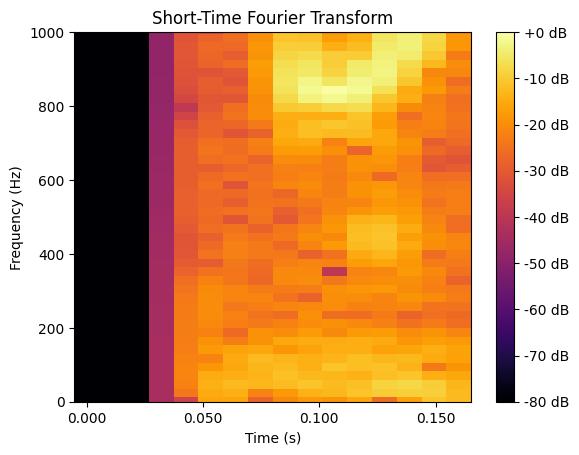 Short-Time Fourier Transform
1000
800
600
400
200
0
Frequency (Hz)
0.000
0.050
0.100
0.150
Time (s)
+0 dB
-10 dB
-20 dB
-30 dB
-40 dB
-50 dB
-60 dB
-70 dB
-80 dB